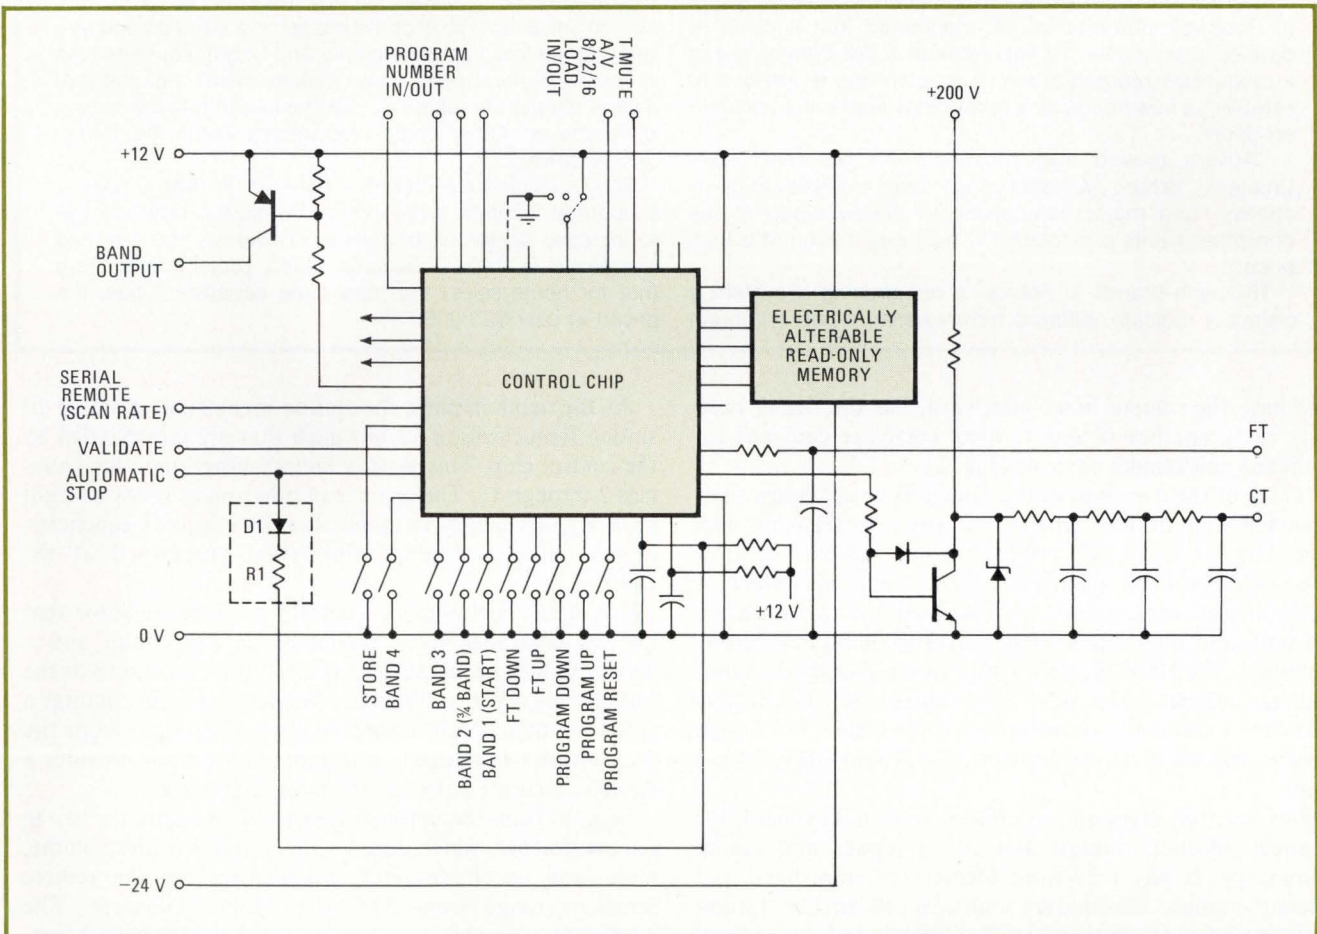 PROGRAM
NUMBER
IN/OUT
IN/OUT
LOAD
8/12/16
A/V
T MUTE
+200 V
+12 V
BAND
OUTPUT
ELECTRICALLY
ALTERABLE
READ-ONLY
MEMORY
CONTROL CHIP
SERIAL
REMOTE
(SCAN RATE)
VALIDATE
AUTOMATIC
STOP
FT
CT
D1
R1
+12 V
0 V
STORE
BAND 4
BAND 3
BAND 2 (¾ BAND)
BAND 1 (START)
FT DOWN
FT UP
PROGRAM DOWN
PROGRAM UP
PROGRAM RESET
−24 V